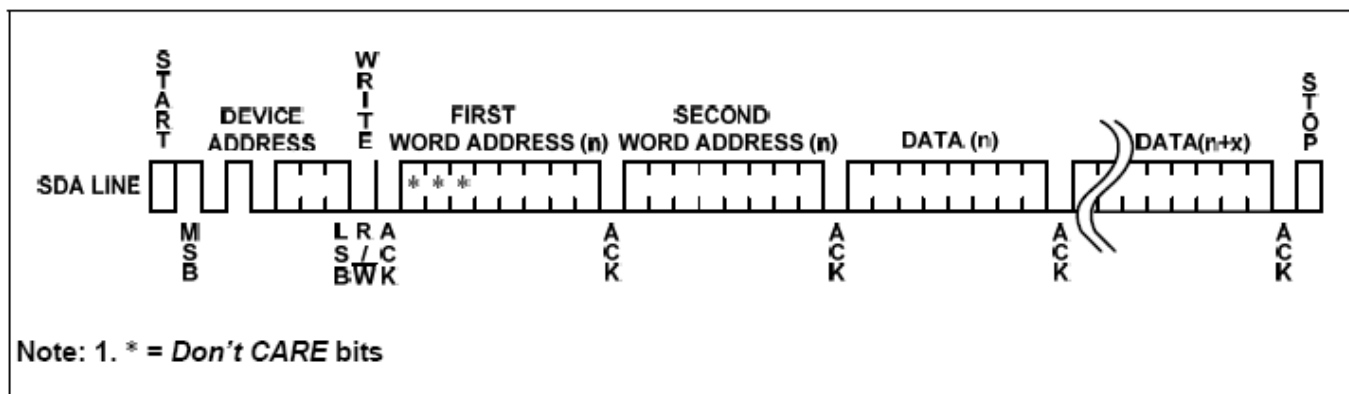 START
WRITE
STOP
DEVICE
ADDRESS
FIRST
WORD ADDRESS (n)
SECOND
WORD ADDRESS (n)
DATA (n)
DATA(n+x)
SDA LINE
* * *
MSB
LSB
R/W
ACK
ACK
ACK
ACK
ACK
Note: 1. * = Don't CARE bits